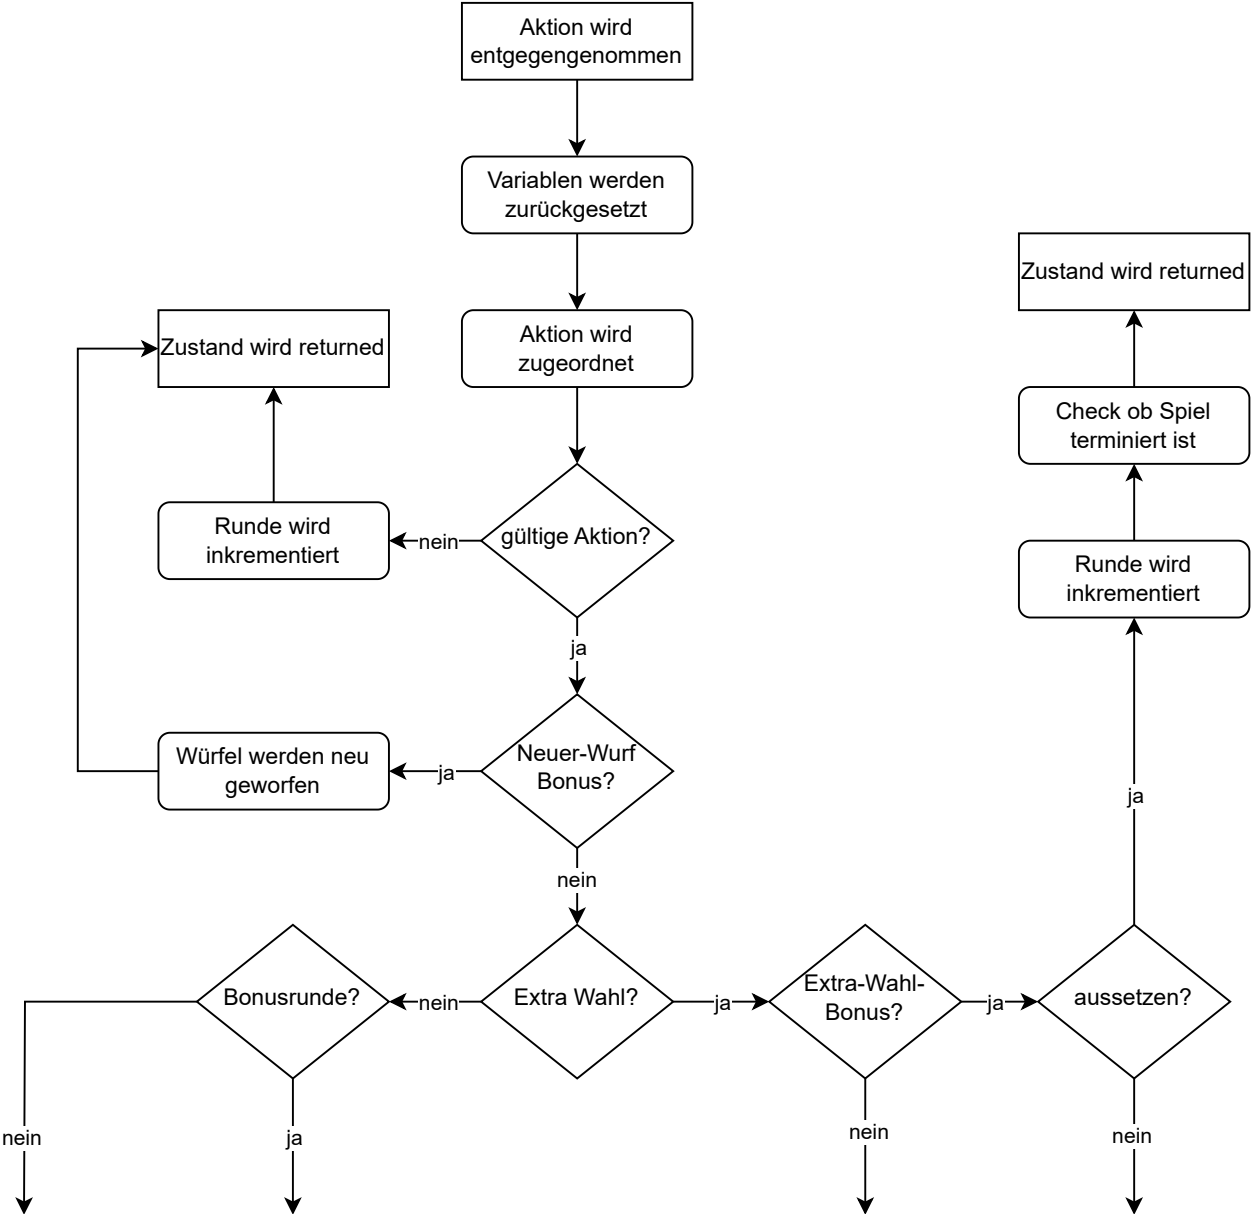 Aktion wird
entgegengenommen
Variablen werden
zurückgesetzt
Zustand wird returned
Aktion wird
zugeordnet
Zustand wird returned
Check ob Spiel
terminiert ist
Runde wird
inkrementiert
nein
gültige Aktion?
Runde wird
inkrementiert
ja
Würfel werden neu
geworfen
ja
Neuer-Wurf
Bonus?
ja
nein
Bonusrunde?
nein
Extra Wahl?
ja
Extra-Wahl-
Bonus?
ja
aussetzen?
nein
ja
nein
nein